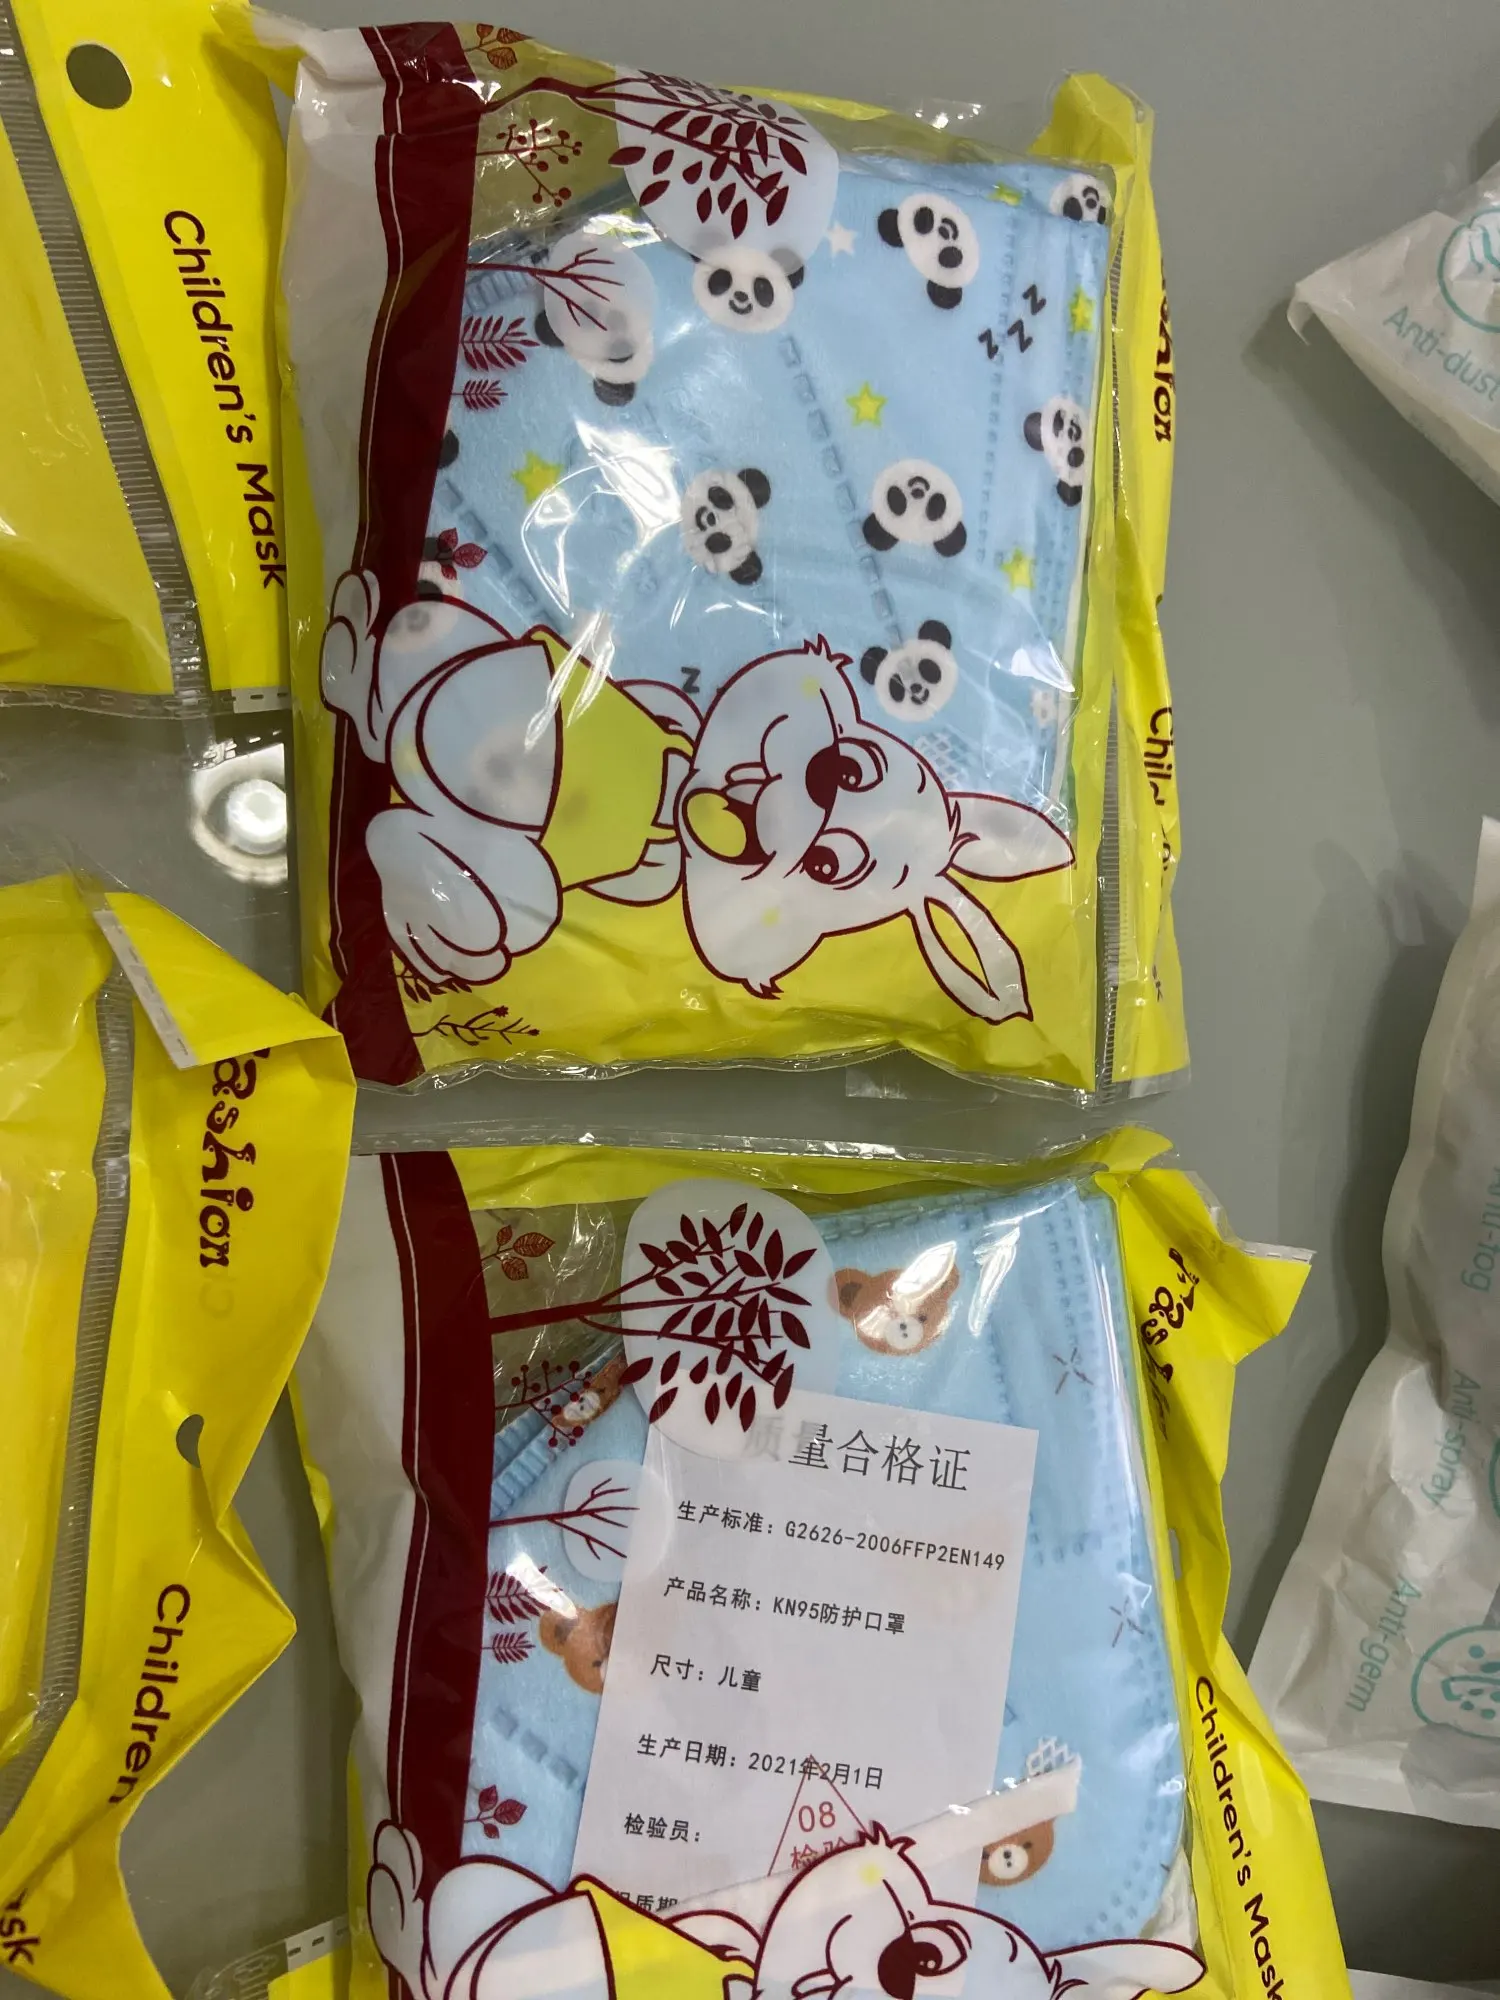 Children's Mask
Fashion
Children
z z z
z
Anti-dust
Fashion
Children
质量合格证
生产标准：G2626-2006FFP2EN149
产品名称：KN95防护口罩
尺寸：儿童
生产日期：2021年2月1日
检验员：
08
检验
Fashion
Children's Mask
Anti-fog
Anti-spray
Anti-germ